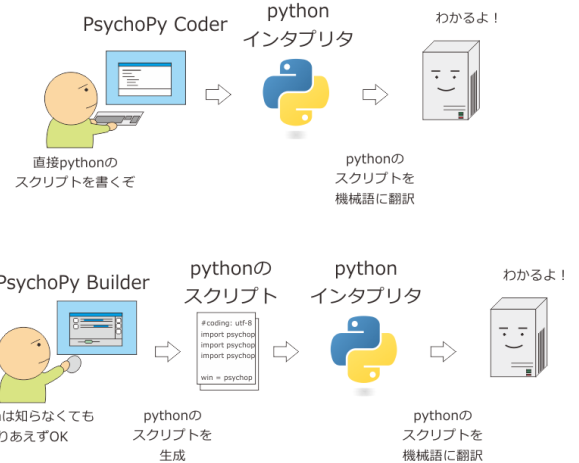 PsychoPy Coder
python
インタプリタ
わかるよ！
直接pythonの
スクリプトを書くぞ
pythonの
スクリプトを
機械語に翻訳
PsychoPy Builder
pythonの
スクリプト
python
インタプリタ
わかるよ！
#coding: utf-8
import psychop
import psychop
import psychop
win = psychop
nは知らなくても
りあえずOK
pythonの
スクリプトを
生成
pythonの
スクリプトを
機械語に翻訳